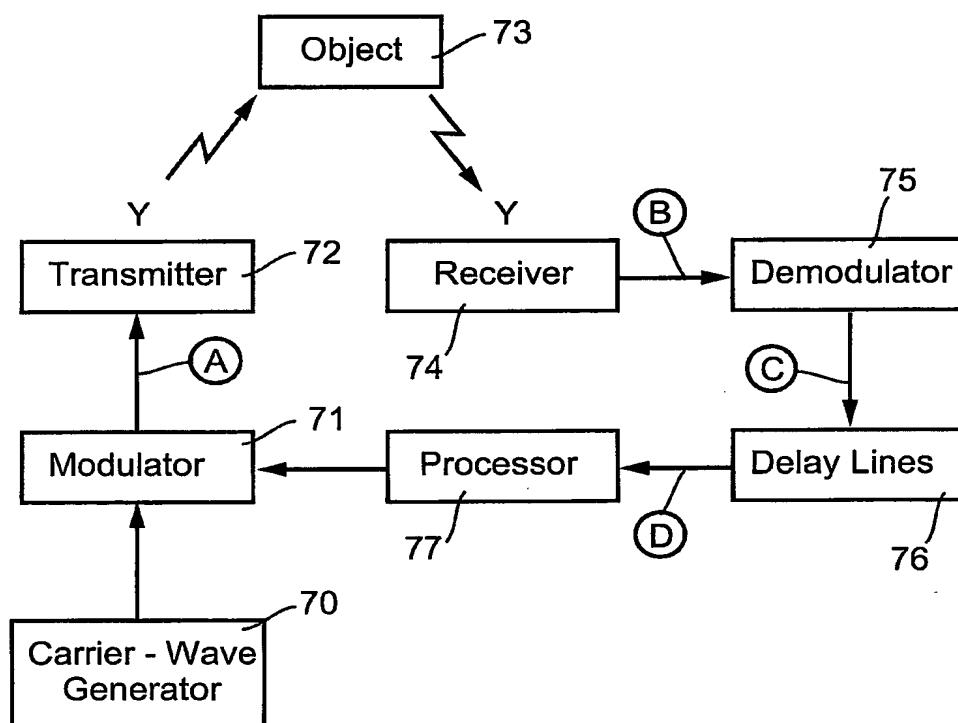 Object
73
Y
Y
Transmitter
72
Receiver
74
B
Demodulator
75
A
C
Modulator
71
Processor
77
D
Delay Lines
76
Carrier - Wave
Generator
70